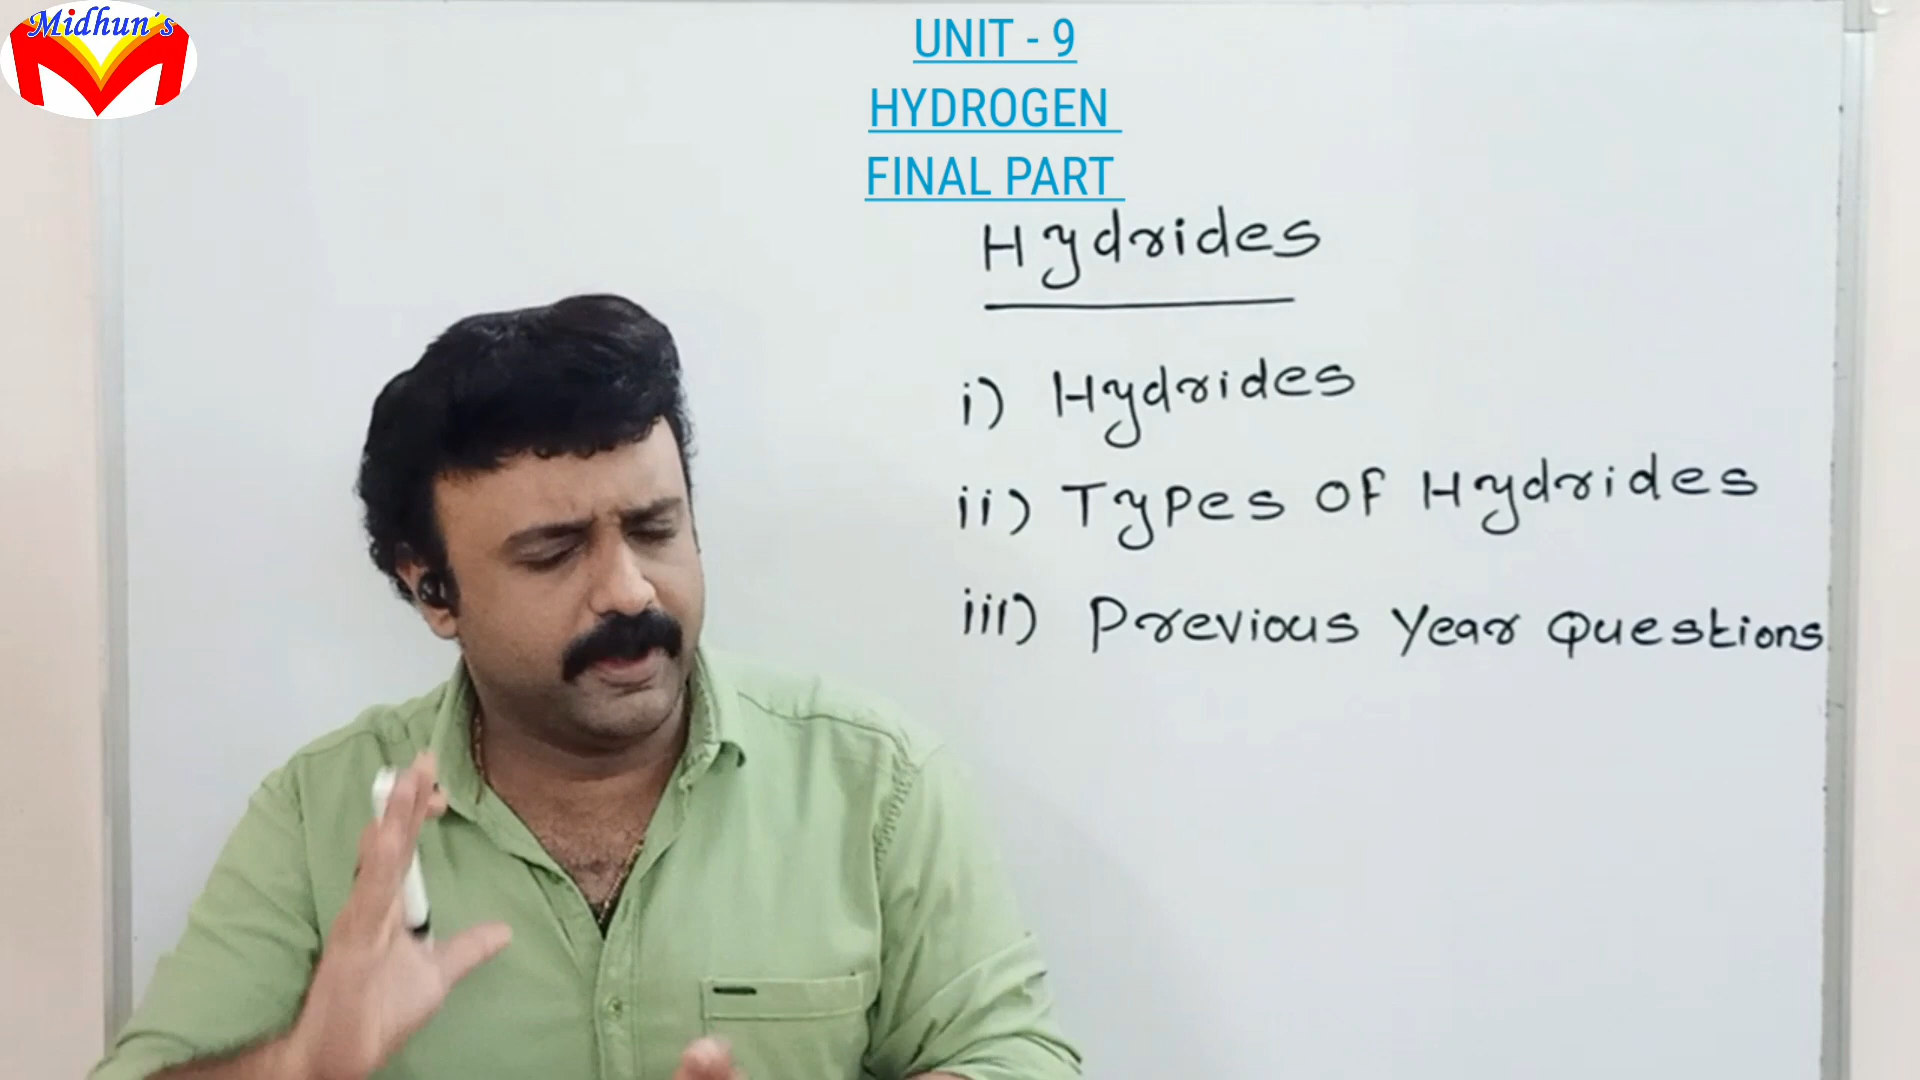 Midhun's
UNIT - 9
HYDROGEN
FINAL PART
Hydrides
i) Hydrides
ii) Types OF Hydrides
iii) Previous Year Questions